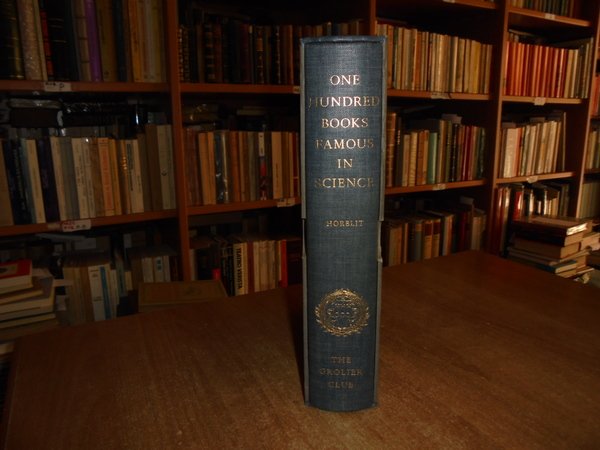 ONE
HUNDRED
BOOKS
FAMOUS
IN
SCIENCE
HORBLIT
THE
GROLIER
CLUB